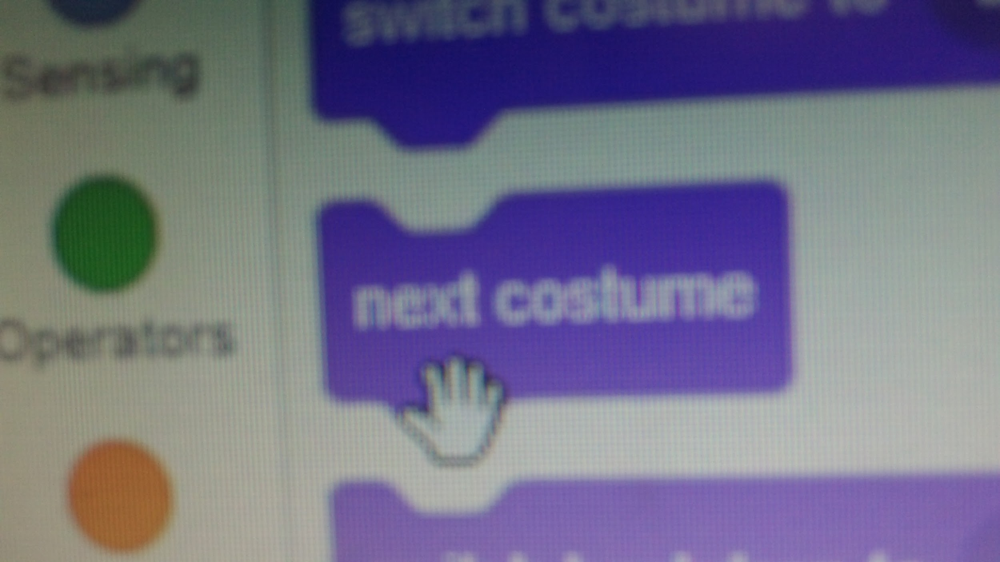 switch costume to
Sensing
next costume
Operators